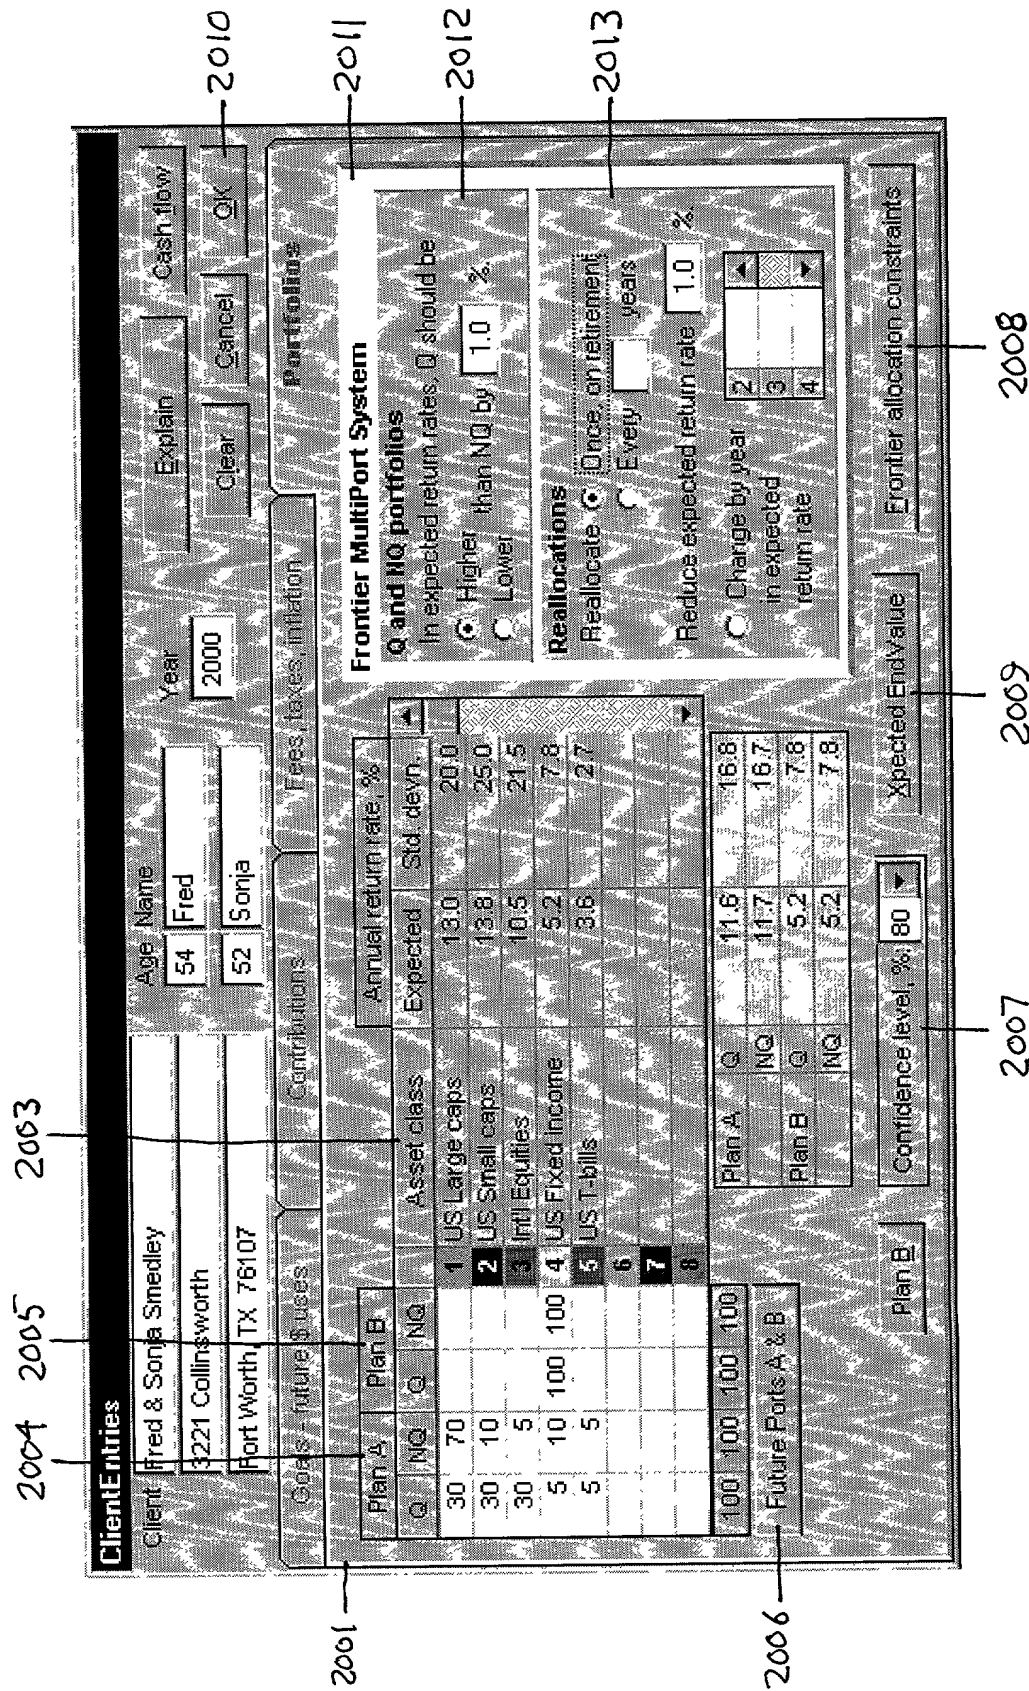 2004 2005 2003
ClientEntries
Client Fred & Sonja Smedley
3221 Collinsworth
Fort Worth, TX 76107
Age Name Year
54 Fred 2000
52 Sonja
Explain Cash flow
Clear Cancel OK
2010
Goals - future $ uses Contributions Fees, taxes, inflation Portfolios
2001
2011
Plan A Plan B Annual return rate, %
Q NQ Q NQ Asset class Expected Std. devn.
30 70 1 US Large caps 13.0 20.0
30 10 2 US Small caps 13.8 25.0
30 5 3 Int'l Equities 10.5 21.5
5 10 100 100 4 US Fixed income 5.2 7.8
5 5 5 US T-bills 3.6 2.7
6
7
8
100 100 100 100
Plan A Q 11.6 16.8
NQ 11.7 16.7
Plan B Q 5.2 7.8
NQ 5.2 7.8
Future Ports A & B
2006
Frontier MultiPort System
Q and NQ portfolios
In expected return rates, Q should be
Higher
Lower
than NQ by 1.0 %.
2012
Reallocations
Reallocate Once, on retirement
Every years
Reduce expected return rate 1.0 %.
Change by year
in expected
return rate
2
3
4
2013
Plan B Confidence level, %: 80 Xpected EndValue Frontier allocation constraints
2007 2009 2008